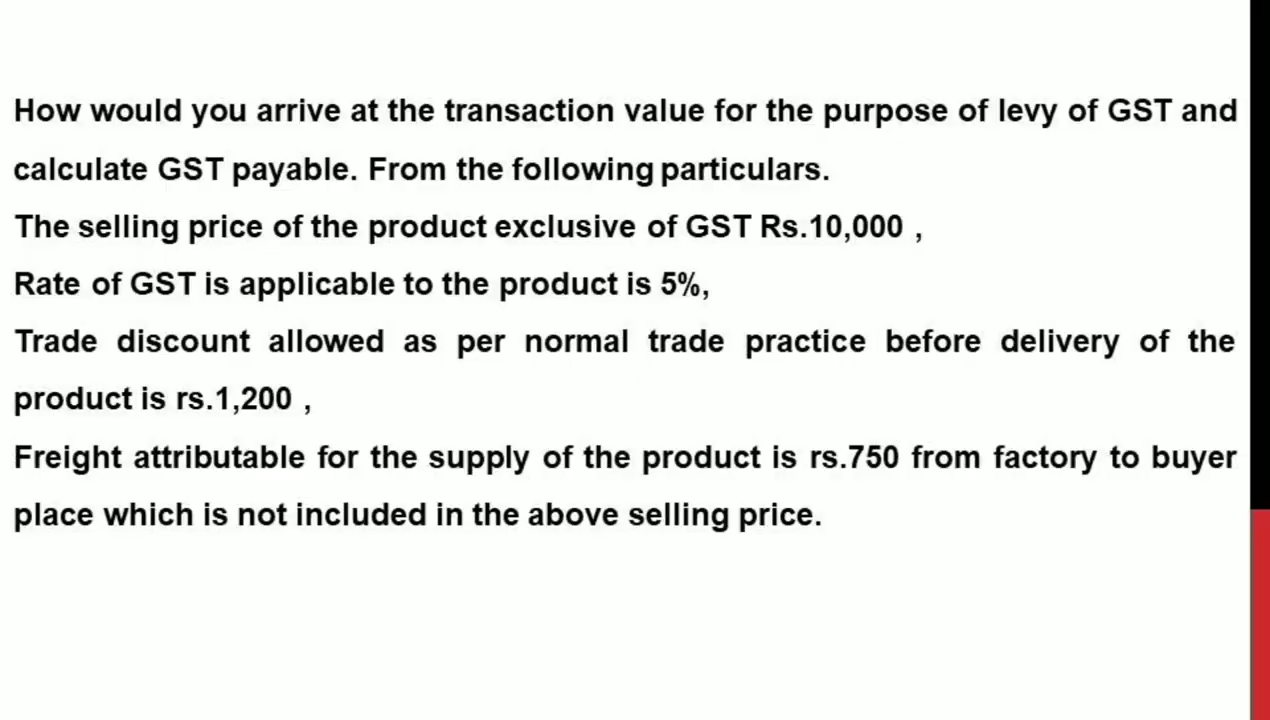 How would you arrive at the transaction value for the purpose of levy of GST and
calculate GST payable. From the following particulars.
The selling price of the product exclusive of GST Rs.10,000 ,
Rate of GST is applicable to the product is 5%,
Trade discount allowed as per normal trade practice before delivery of the
product is rs.1,200 ,
Freight attributable for the supply of the product is rs.750 from factory to buyer
place which is not included in the above selling price.